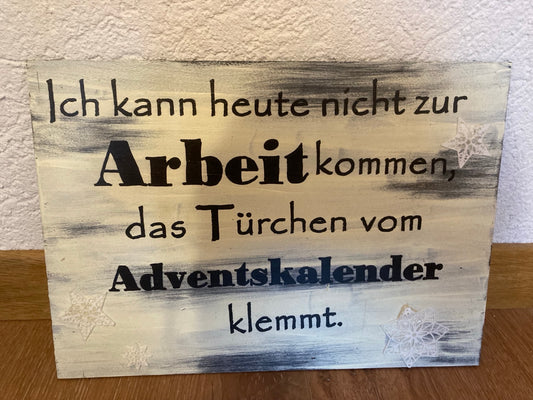 Ich kann heute nicht zur
Arbeit kommen,
das Türchen vom
Adventskalender
klemmt.